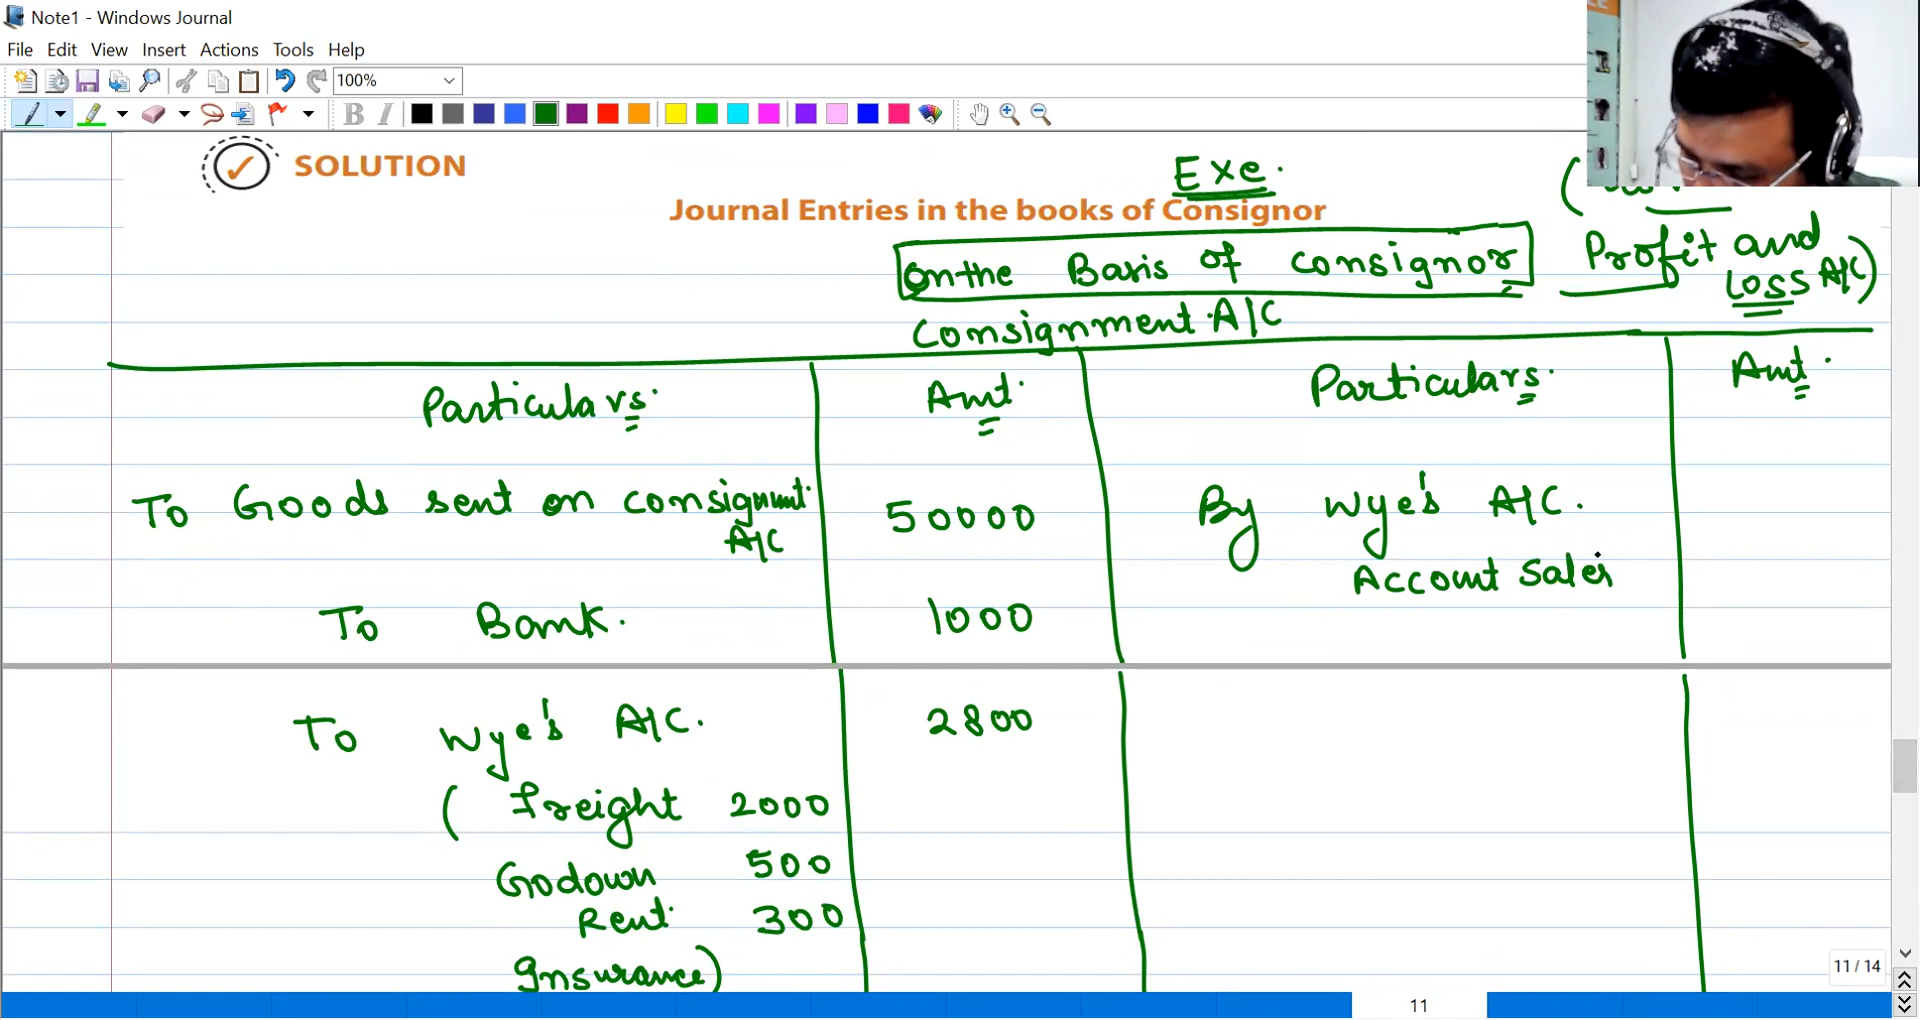 Note1 - Windows Journal
File Edit View Insert Actions Tools Help
100%
B I
SOLUTION
Exe.
Journal Entries in the books of Consignor
On the Basis of consignor
Profit and
Loss A/C)
Consignment A/C
Particulars. Amt. Particulars. Amt.
To Goods sent on consignment 50000 By Wye's A/C.
A/C
Account Sales
To Bank. 1000
To Wye's A/C. 2800
( Freight 2000
Godown 500
Rent 300
Insurance)
11 / 14
11